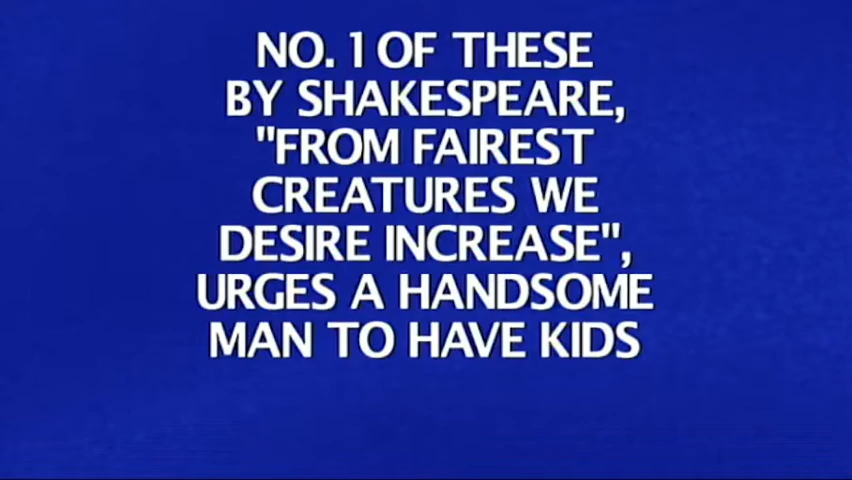 NO. 1 OF THESE
BY SHAKESPEARE,
"FROM FAIREST
CREATURES WE
DESIRE INCREASE",
URGES A HANDSOME
MAN TO HAVE KIDS